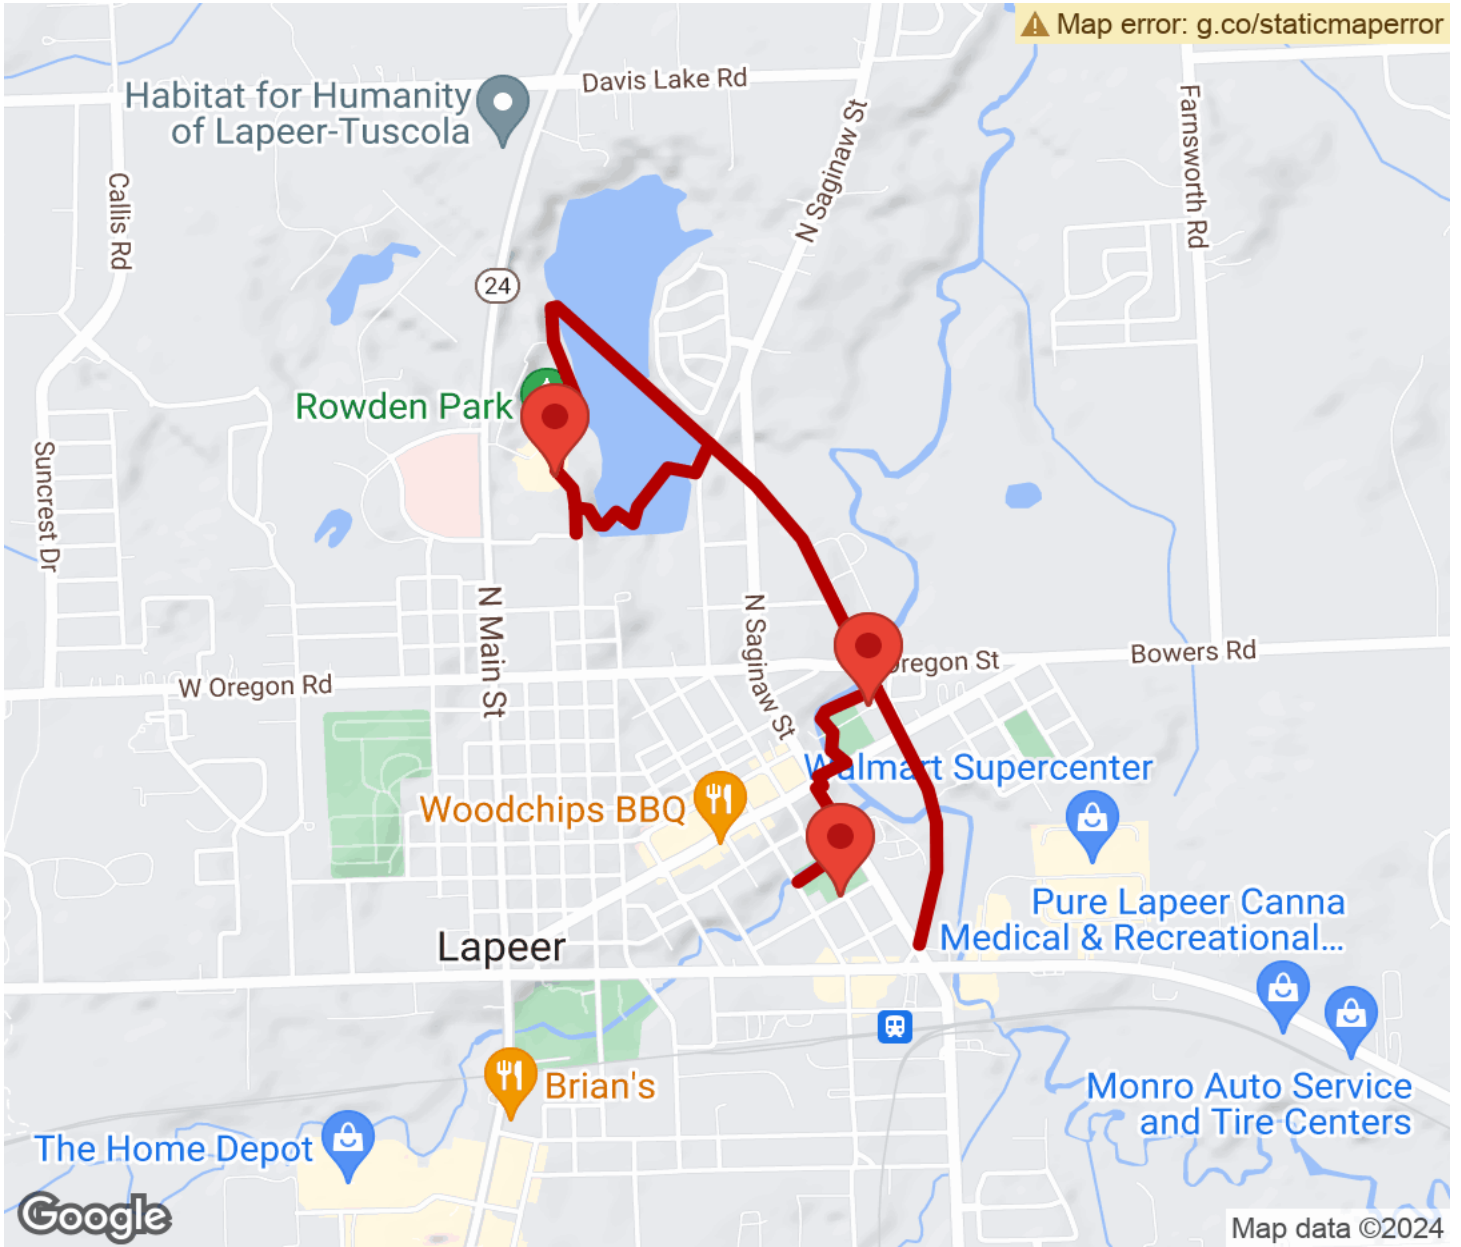 Map error: g.co/staticmaperror
Davis Lake Rd
Habitat for Humanity
of Lapeer-Tuscola
N Saginaw St
Farnsworth Rd
Callis Rd
24
Rowden Park
Suncrest Dr
N Main St
N Saginaw St
Oregon St
Bowers Rd
W Oregon Rd
Walmart Supercenter
Woodchips BBQ
Pure Lapeer Canna
Medical & Recreational...
Lapeer
Brian's
Monro Auto Service
and Tire Centers
The Home Depot
Google
Map data ©2024